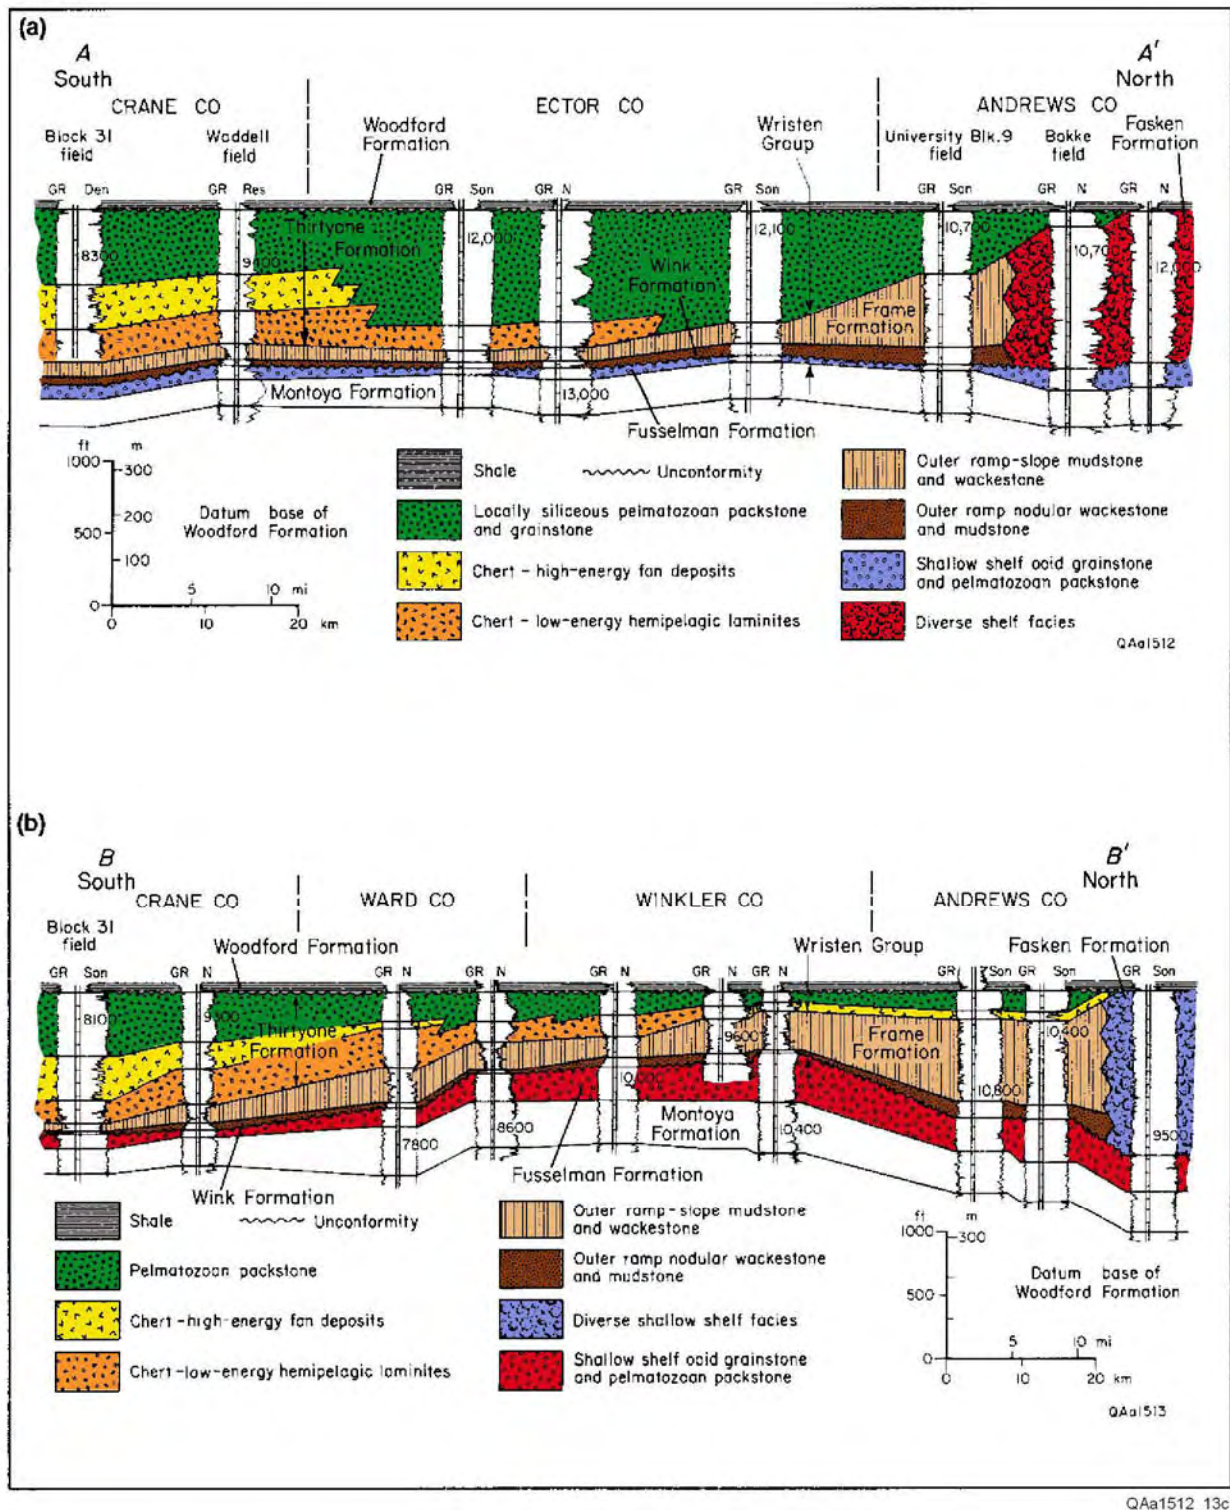 (a)
A
South
A'
North
CRANE CO
ECTOR CO
ANDREWS CO
Block 31
field
Waddell
field
Woodford
Formation
Wristen
Group
University Blk.9
field
Bakke
field
Fasken
Formation
GR Den GR Res GR Son GR N GR Son GR Son GR N GR N
8300
9400
Thirtyone
Formation
12,000
12,100
10,700
10,700
12,000
Wink
Formation
Frame
Formation
Montoya Formation
13,000
Fusselman Formation
ft m
1000
300
200
500
100
0
Datum base of
Woodford Formation
5 10 mi
0 10 20
km
Shale
Unconformity
Locally siliceous pelmatozoan packstone
and grainstone
Chert - high-energy fan deposits
Chert - low-energy hemipelagic laminites
Outer ramp-slope mudstone
and wackestone
Outer ramp nodular wackestone
and mudstone
Shallow shelf ooid grainstone
and pelmatozoan packstone
Diverse shelf facies
QAa1512
(b)
B
South
B'
North
CRANE CO
WARD CO
WINKLER CO
ANDREWS CO
Block 31
field
Woodford Formation
Wristen Group
Fasken Formation
GR Son GR N GR N GR N GR N GR N GR N GR Son GR Son GR Son
8100
Thirtyone
Formation
9600
10,400
Frame
Formation
10,800
Montoya
Formation
7800
8600
10,400
9500
Fusselman Formation
Wink Formation
Shale
Unconformity
Pelmatozoan packstone
Chert-high-energy fan deposits
Chert-low-energy hemipelagic laminites
Outer ramp-slope mudstone
and wackestone
Outer ramp nodular wackestone
and mudstone
Diverse shallow shelf facies
Shallow shelf ooid grainstone
and pelmatozoan packstone
ft m
1000 300
500
0
Datum base of
Woodford Formation
5 10 mi
0 10 20 km
QAa1513
QAa1512_13c